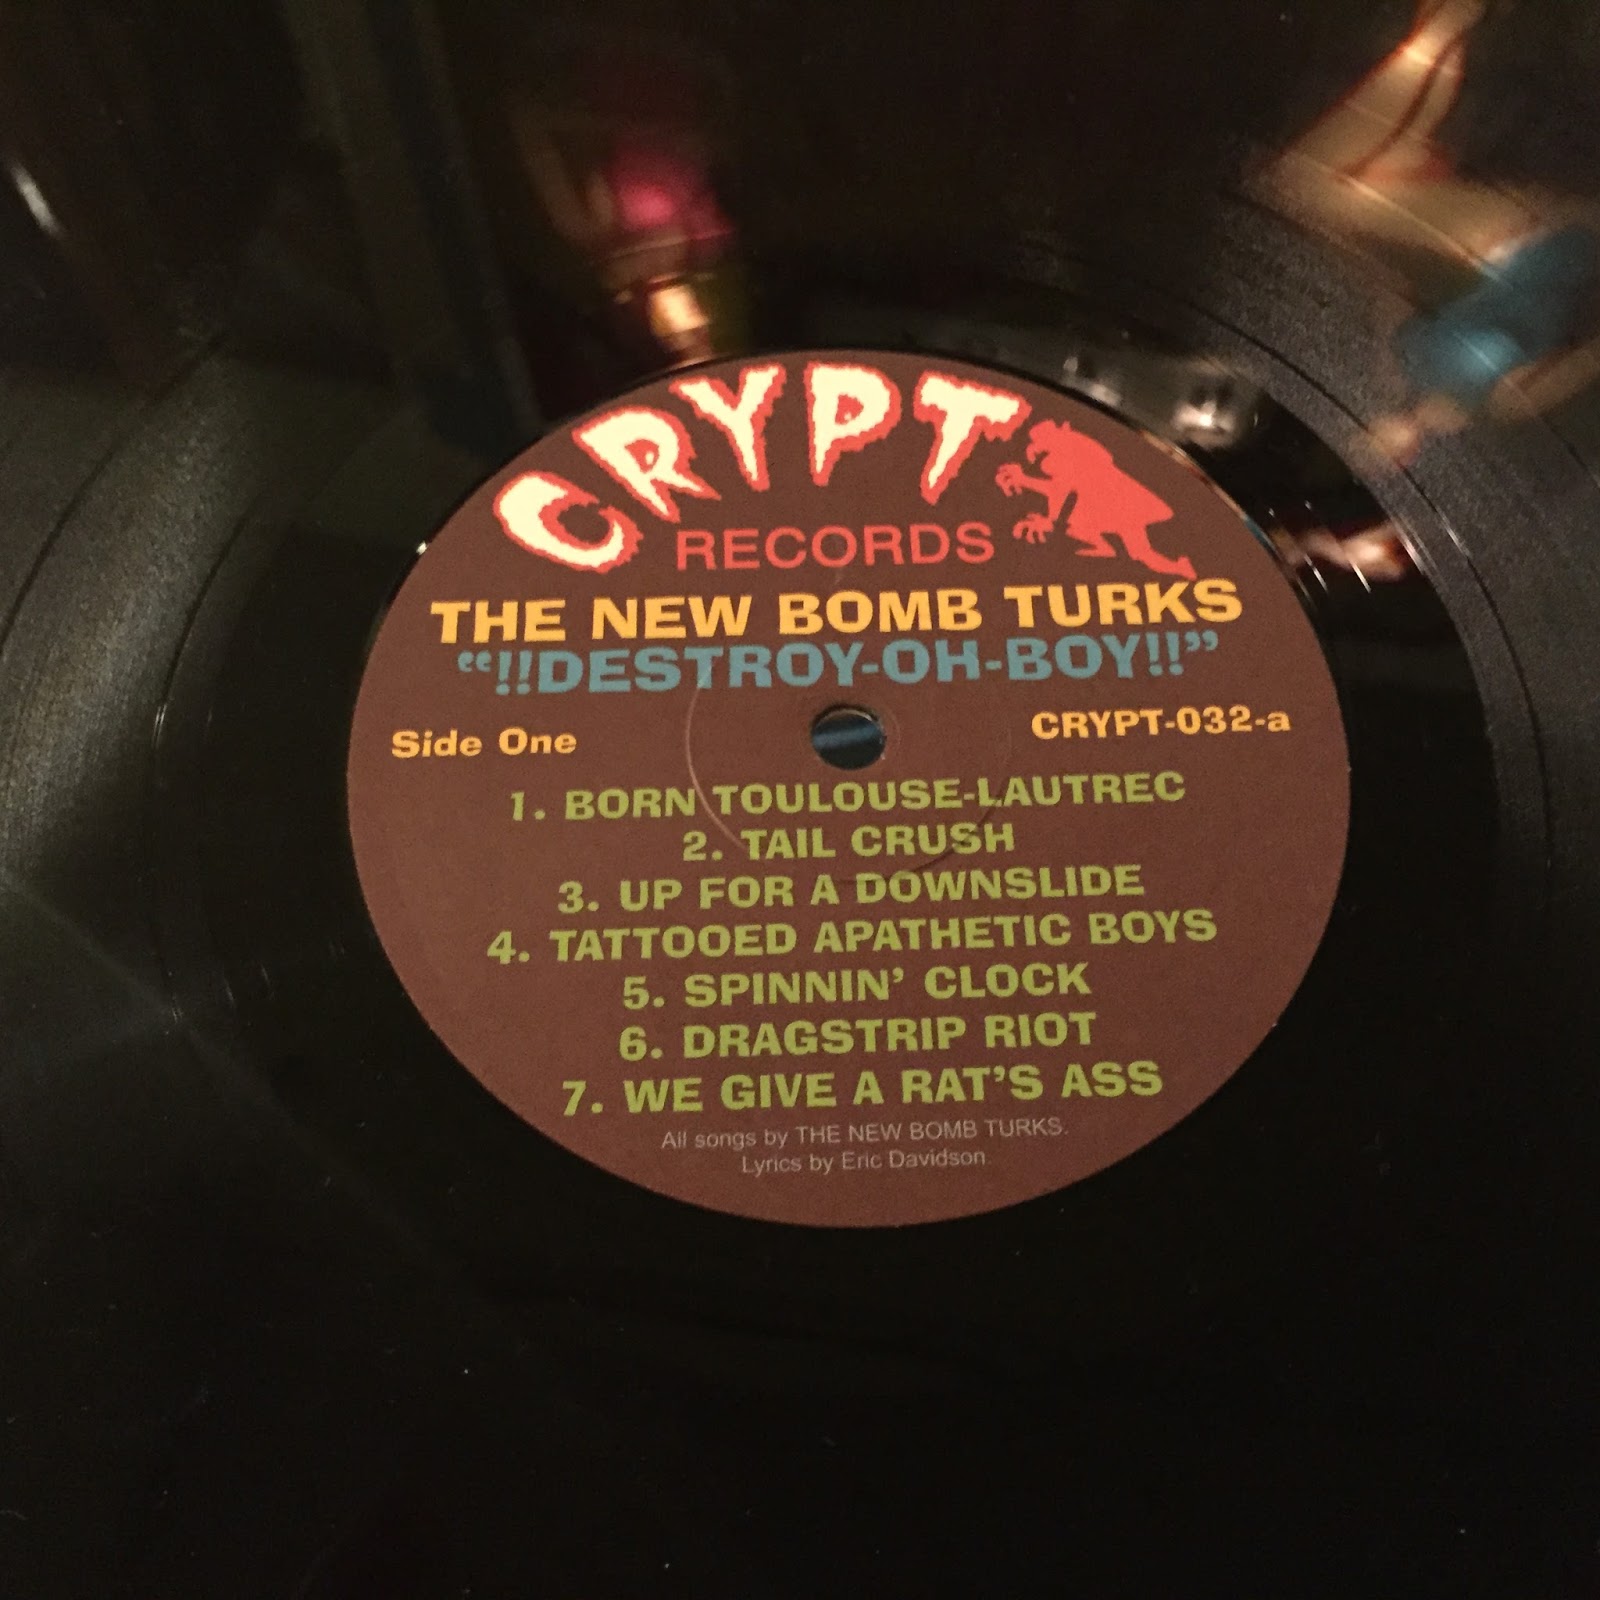 CRYPT
RECORDS
THE NEW BOMB TURKS
“!!DESTROY-OH-BOY!!”
Side One
CRYPT-032-a
1. BORN TOULOUSE-LAUTREC
2. TAIL CRUSH
3. UP FOR A DOWNSLIDE
4. TATTOOED APATHETIC BOYS
5. SPINNIN’ CLOCK
6. DRAGSTRIP RIOT
7. WE GIVE A RAT’S ASS
All songs by THE NEW BOMB TURKS.
Lyrics by Eric Davidson.